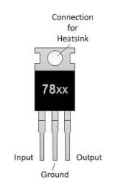 Connection
for
Heatsink
78xx
Input
Output
Ground